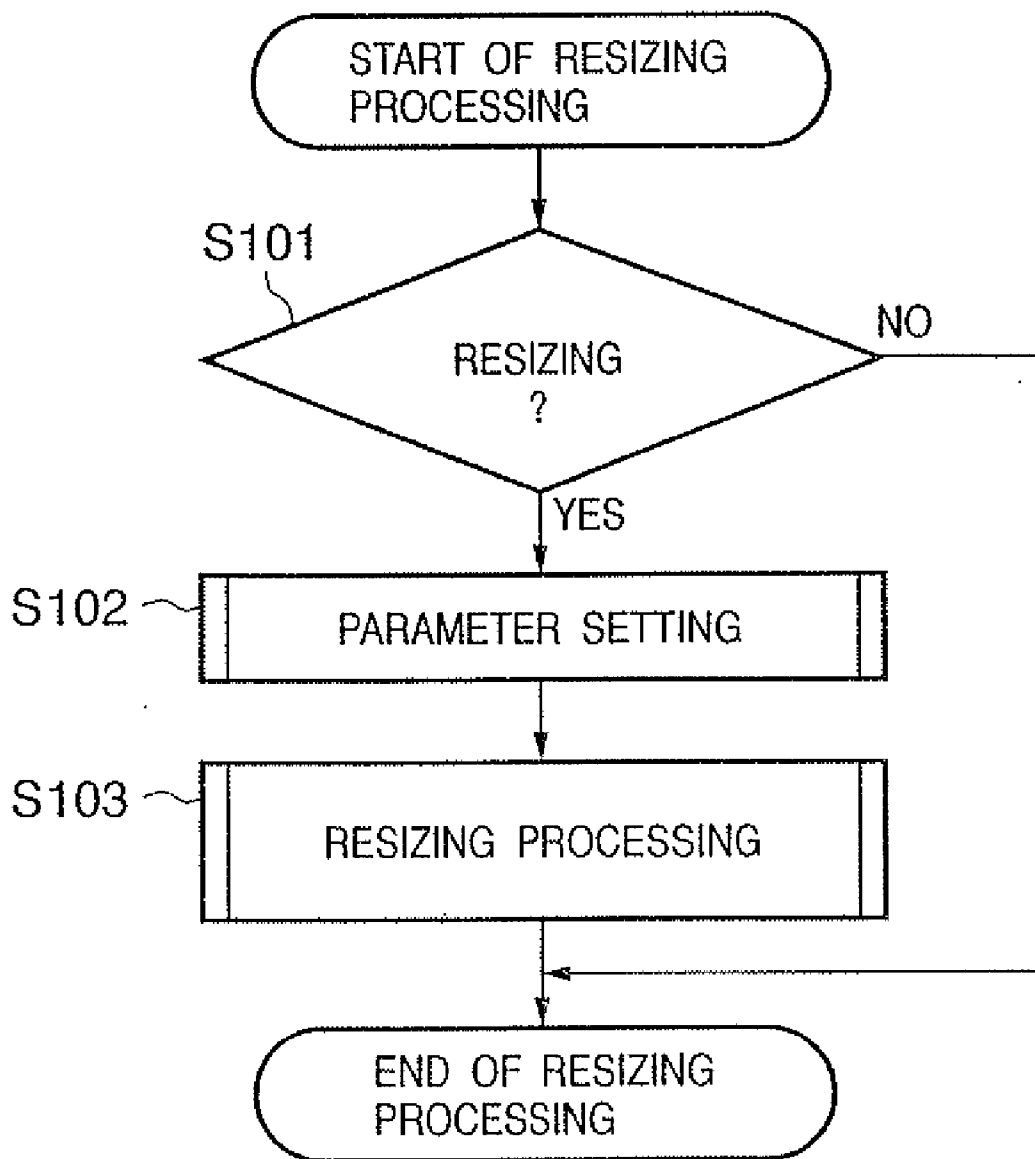 START OF RESIZING
PROCESSING
S101
NO
RESIZING
?
YES
S102
PARAMETER SETTING
S103
RESIZING PROCESSING
END OF RESIZING
PROCESSING